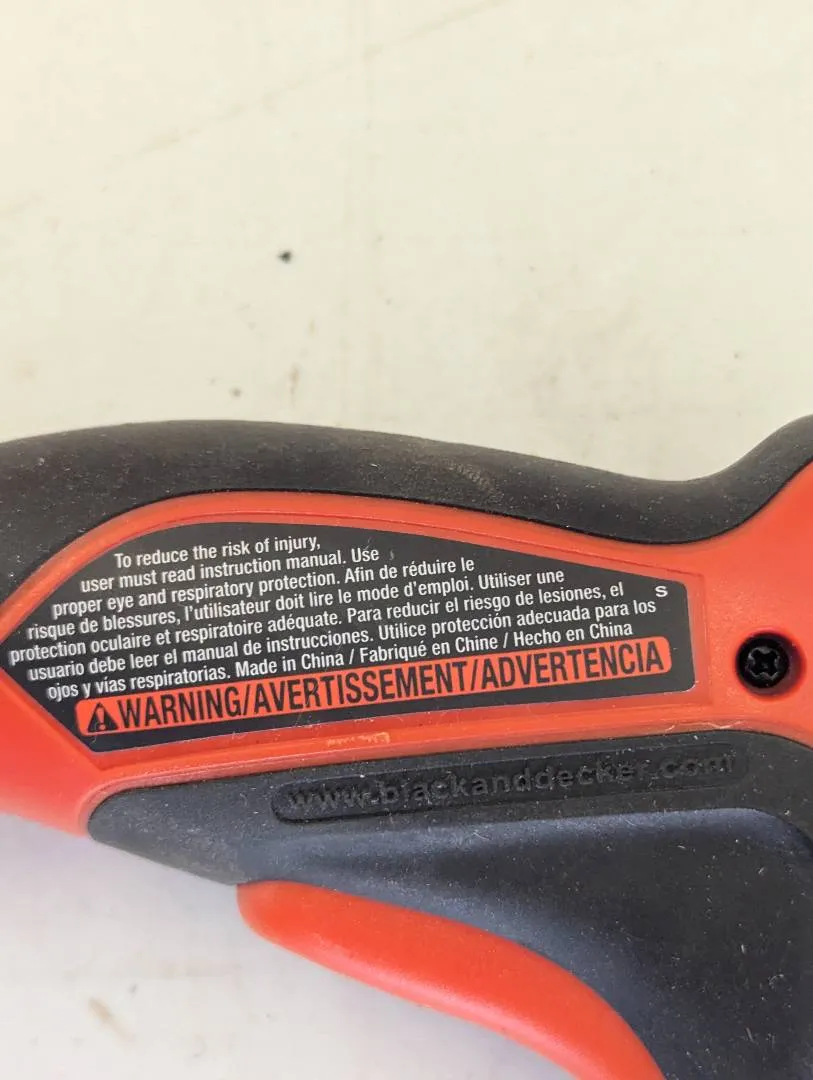 To reduce the risk of injury,
user must read instruction manual. Use
proper eye and respiratory protection. Afin de réduire le
risque de blessures, l'utilisateur doit lire le mode d'emploi. Utiliser une
protection oculaire et respiratoire adéquate. Para reducir el riesgo de lesiones, el
usuario debe leer el manual de instrucciones. Utilice protección adecuada para los
ojos y vías respiratorias. Made in China / Fabriqué en Chine / Hecho en China
S
WARNING/AVERTISSEMENT/ADVERTENCIA
www.blackanddecker.com